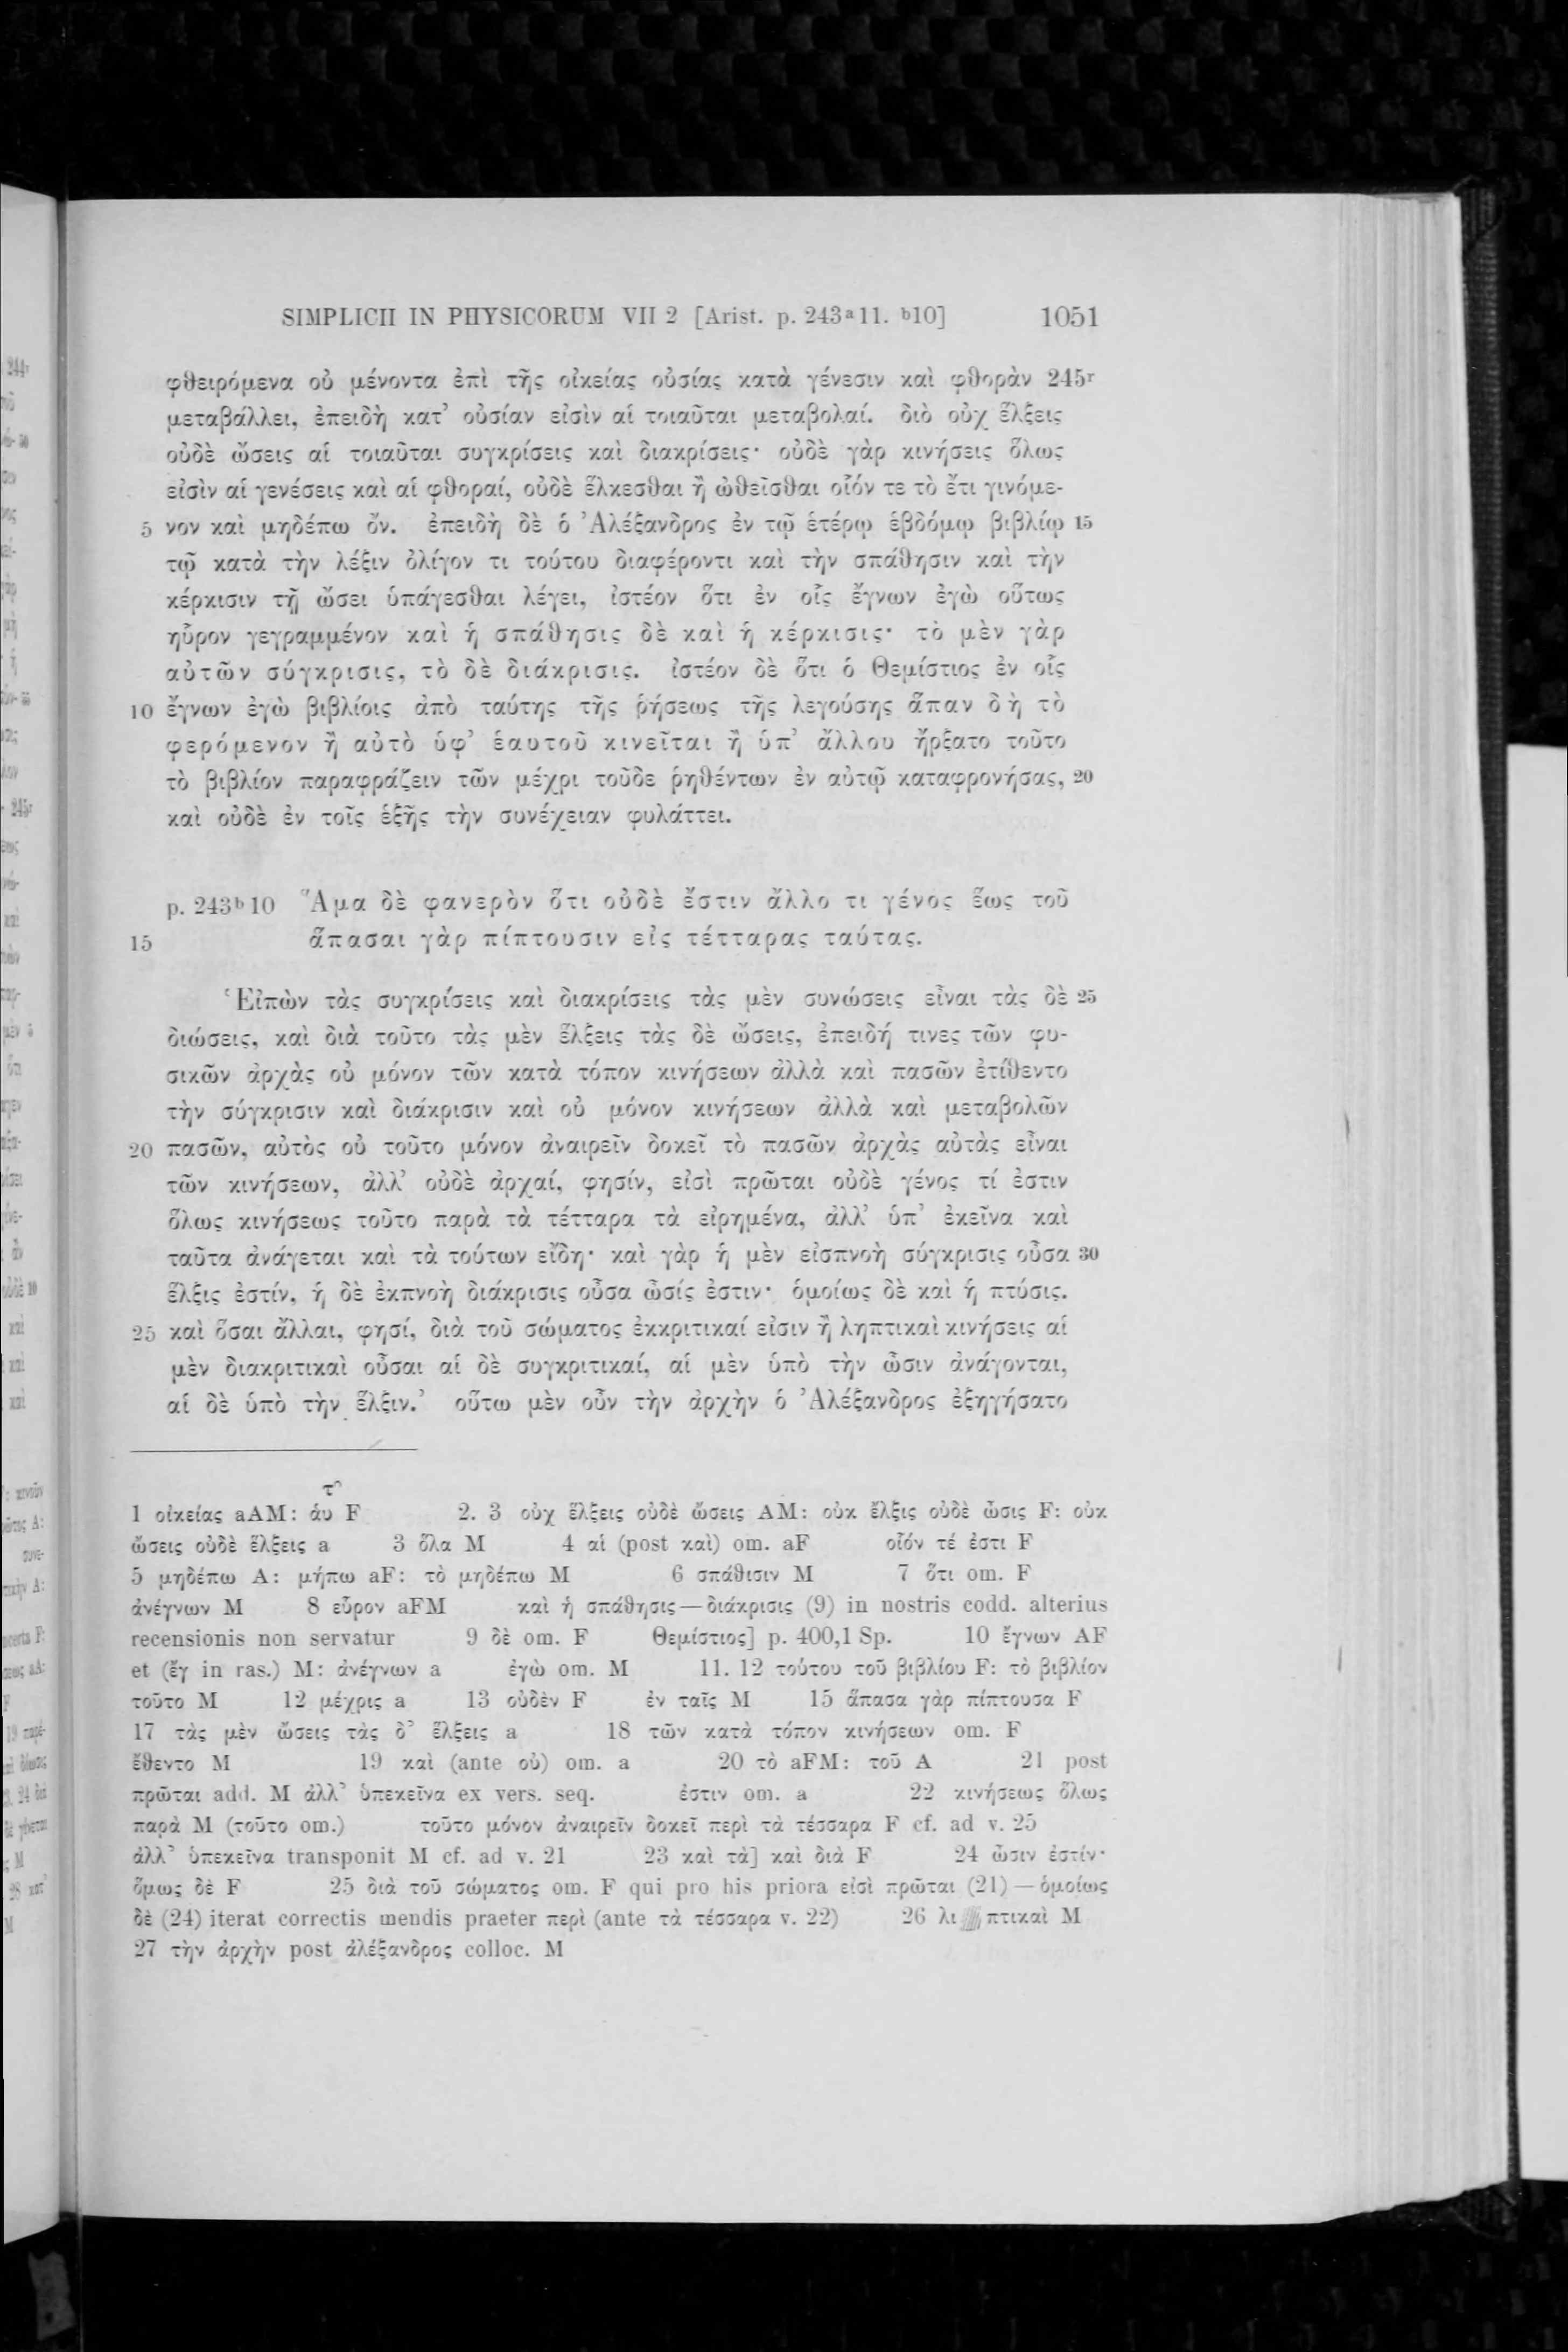 SIMPLICII IN PHYSICORUM VII 2 [Arist. p. 243a11. b10] 1051
φθειρόμενα οὐ μένοντα ἐπὶ τῆς οἰκείας οὐσίας κατὰ γένεσιν καὶ φθορὰν 245r
μεταβάλλει, ἐπειδὴ κατ᾽ οὐσίαν εἰσὶν αἱ τοιαῦται μεταβολαί. διὸ οὐχ ἕλξεις
οὐδὲ ὤσεις αἱ τοιαῦται συγκρίσεις καὶ διακρίσεις· οὐδὲ γὰρ κινήσεις ὅλως
εἰσὶν αἱ γενέσεις καὶ αἱ φθοραί, οὐδὲ ἕλκεσθαι ἢ ὠθεῖσθαι οἷόν τε τὸ ἔτι γινόμε-
5 νον καὶ μηδέπω ὄν. ἐπειδὴ δὲ ὁ Ἀλέξανδρος ἐν τῷ ἑτέρῳ ἑβδόμῳ βιβλίῳ 15
τῷ κατὰ τὴν λέξιν ὀλίγον τι τούτου διαφέροντι καὶ τὴν σπάθησιν καὶ τὴν
κέρκισιν τῇ ὤσει ὑπάγεσθαι λέγει, ἰστέον ὅτι ἐν οἷς ἔγνων ἐγὼ οὕτως
ηὗρον γεγραμμένον καὶ ἡ σπάθησις δὲ καὶ ἡ κέρκισις· τὸ μὲν γὰρ
αὐτῶν σύγκρισις, τὸ δὲ διάκρισις. ἰστέον δὲ ὅτι ὁ Θεμίστιος ἐν οἷς
10 ἔγνων ἐγὼ βιβλίοις ἀπὸ ταύτης τῆς ῥήσεως τῆς λεγούσης ἅπαν δὴ τὸ
φερόμενον ἢ αὐτὸ ὑφ᾽ ἑαυτοῦ κινεῖται ἢ ὑπ᾽ ἄλλου ἤρξατο τοῦτο
τὸ βιβλίον παραφράζειν τῶν μέχρι τοῦδε ῥηθέντων ἐν αὐτῷ καταφρονήσας, 20
καὶ οὐδὲ ἐν τοῖς ἑξῆς τὴν συνέχειαν φυλάττει.
p. 243b10 Ἅμα δὲ φανερὸν ὅτι οὐδὲ ἔστιν ἄλλο τι γένος ἕως τοῦ
15 ἅπασαι γὰρ πίπτουσιν εἰς τέτταρας ταύτας.
‘Εἰπὼν τὰς συγκρίσεις καὶ διακρίσεις τὰς μὲν συνώσεις εἶναι τὰς δὲ 25
διώσεις, καὶ διὰ τοῦτο τὰς μὲν ἕλξεις τὰς δὲ ὤσεις, ἐπειδή τινες τῶν φυ-
σικῶν ἀρχὰς οὐ μόνον τῶν κατὰ τόπον κινήσεων ἀλλὰ καὶ πασῶν ἐτίθεντο
τὴν σύγκρισιν καὶ διάκρισιν καὶ οὐ μόνον κινήσεων ἀλλὰ καὶ μεταβολῶν
20 πασῶν, αὐτὸς οὐ τοῦτο μόνον ἀναιρεῖν δοκεῖ τὸ πασῶν ἀρχὰς αὐτὰς εἶναι
τῶν κινήσεων, ἀλλ᾽ οὐδὲ ἀρχαί, φησίν, εἰσὶ πρῶται οὐδὲ γένος τί ἐστιν
ὅλως κινήσεως τοῦτο παρὰ τὰ τέτταρα τὰ εἰρημένα, ἀλλ᾽ ὑπ᾽ ἐκεῖνα καὶ
ταῦτα ἀνάγεται καὶ τὰ τούτων εἴδη· καὶ γὰρ ἡ μὲν εἰσπνοὴ σύγκρισις οὖσα 30
ἕλξις ἐστίν, ἡ δὲ ἐκπνοὴ διάκρισις οὖσα ὦσίς ἐστιν· ὁμοίως δὲ καὶ ἡ πτύσις.
25 καὶ ὅσαι ἄλλαι, φησί, διὰ τοῦ σώματος ἐκκριτικαί εἰσιν ἢ ληπτικαὶ κινήσεις αἱ
μὲν διακριτικαὶ οὖσαι αἱ δὲ συγκριτικαί, αἱ μὲν ὑπὸ τὴν ὦσιν ἀνάγονται,
αἱ δὲ ὑπὸ τὴν ἕλξιν.’ οὕτω μὲν οὖν τὴν ἀρχὴν ὁ Ἀλέξανδρος ἐξηγήσατο
1 οἰκείας aAM: ἁυ F 2. 3 οὐχ ἕλξεις οὐδὲ ὤσεις AM: οὐκ ἕλξις οὐδὲ ὦσις F: οὐκ
ὤσεις οὐδὲ ἕλξεις a 3 ὅλα M 4 αἱ (post καὶ) om. aF οἷόν τέ ἐστι F
5 μηδέπω A: μήπω aF: τὸ μηδέπω M 6 σπάθισιν M 7 ὅτι om. F
ἀνέγνων M 8 εὗρον aFM καὶ ἡ σπάθησις—διάκρισις (9) in nostris codd. alterius
recensionis non servatur 9 δὲ om. F Θεμίστιος] p. 400,1 Sp. 10 ἔγνων AF
et (ἔγ in ras.) M: ἀνέγνων a ἐγὼ om. M 11. 12 τούτου τοῦ βιβλίου F: τὸ βιβλίον
τοῦτο M 12 μέχρις a 13 οὐδὲν F ἐν ταῖς M 15 ἅπασα γὰρ πίπτουσα F
17 τὰς μὲν ὤσεις τὰς δ᾽ ἕλξεις a 18 τῶν κατὰ τόπον κινήσεων om. F
ἔθεντο M 19 καὶ (ante οὐ) om. a 20 τὸ aFM: τοῦ A 21 post
πρῶται add. M ἀλλ᾽ ὑπεκεῖνα ex vers. seq. ἐστιν om. a 22 κινήσεως ὅλως
παρὰ M (τοῦτο om.) τοῦτο μόνον ἀναιρεῖν δοκεῖ περὶ τὰ τέσσαρα F cf. ad v. 25
ἀλλ᾽ ὑπεκεῖνα transponit M cf. ad v. 21 23 καὶ τὰ] καὶ διὰ F 24 ὦσιν ἐστίν·
ὅμως δὲ F 25 διὰ τοῦ σώματος om. F qui pro his priora εἰσὶ πρῶται (21) — ὁμοίως
δὲ (24) iterat correctis mendis praeter περὶ (ante τὰ τέσσαρα v. 22) 26 λι πτικαὶ M
27 τὴν ἀρχὴν post ἀλέξανδρος colloc. M